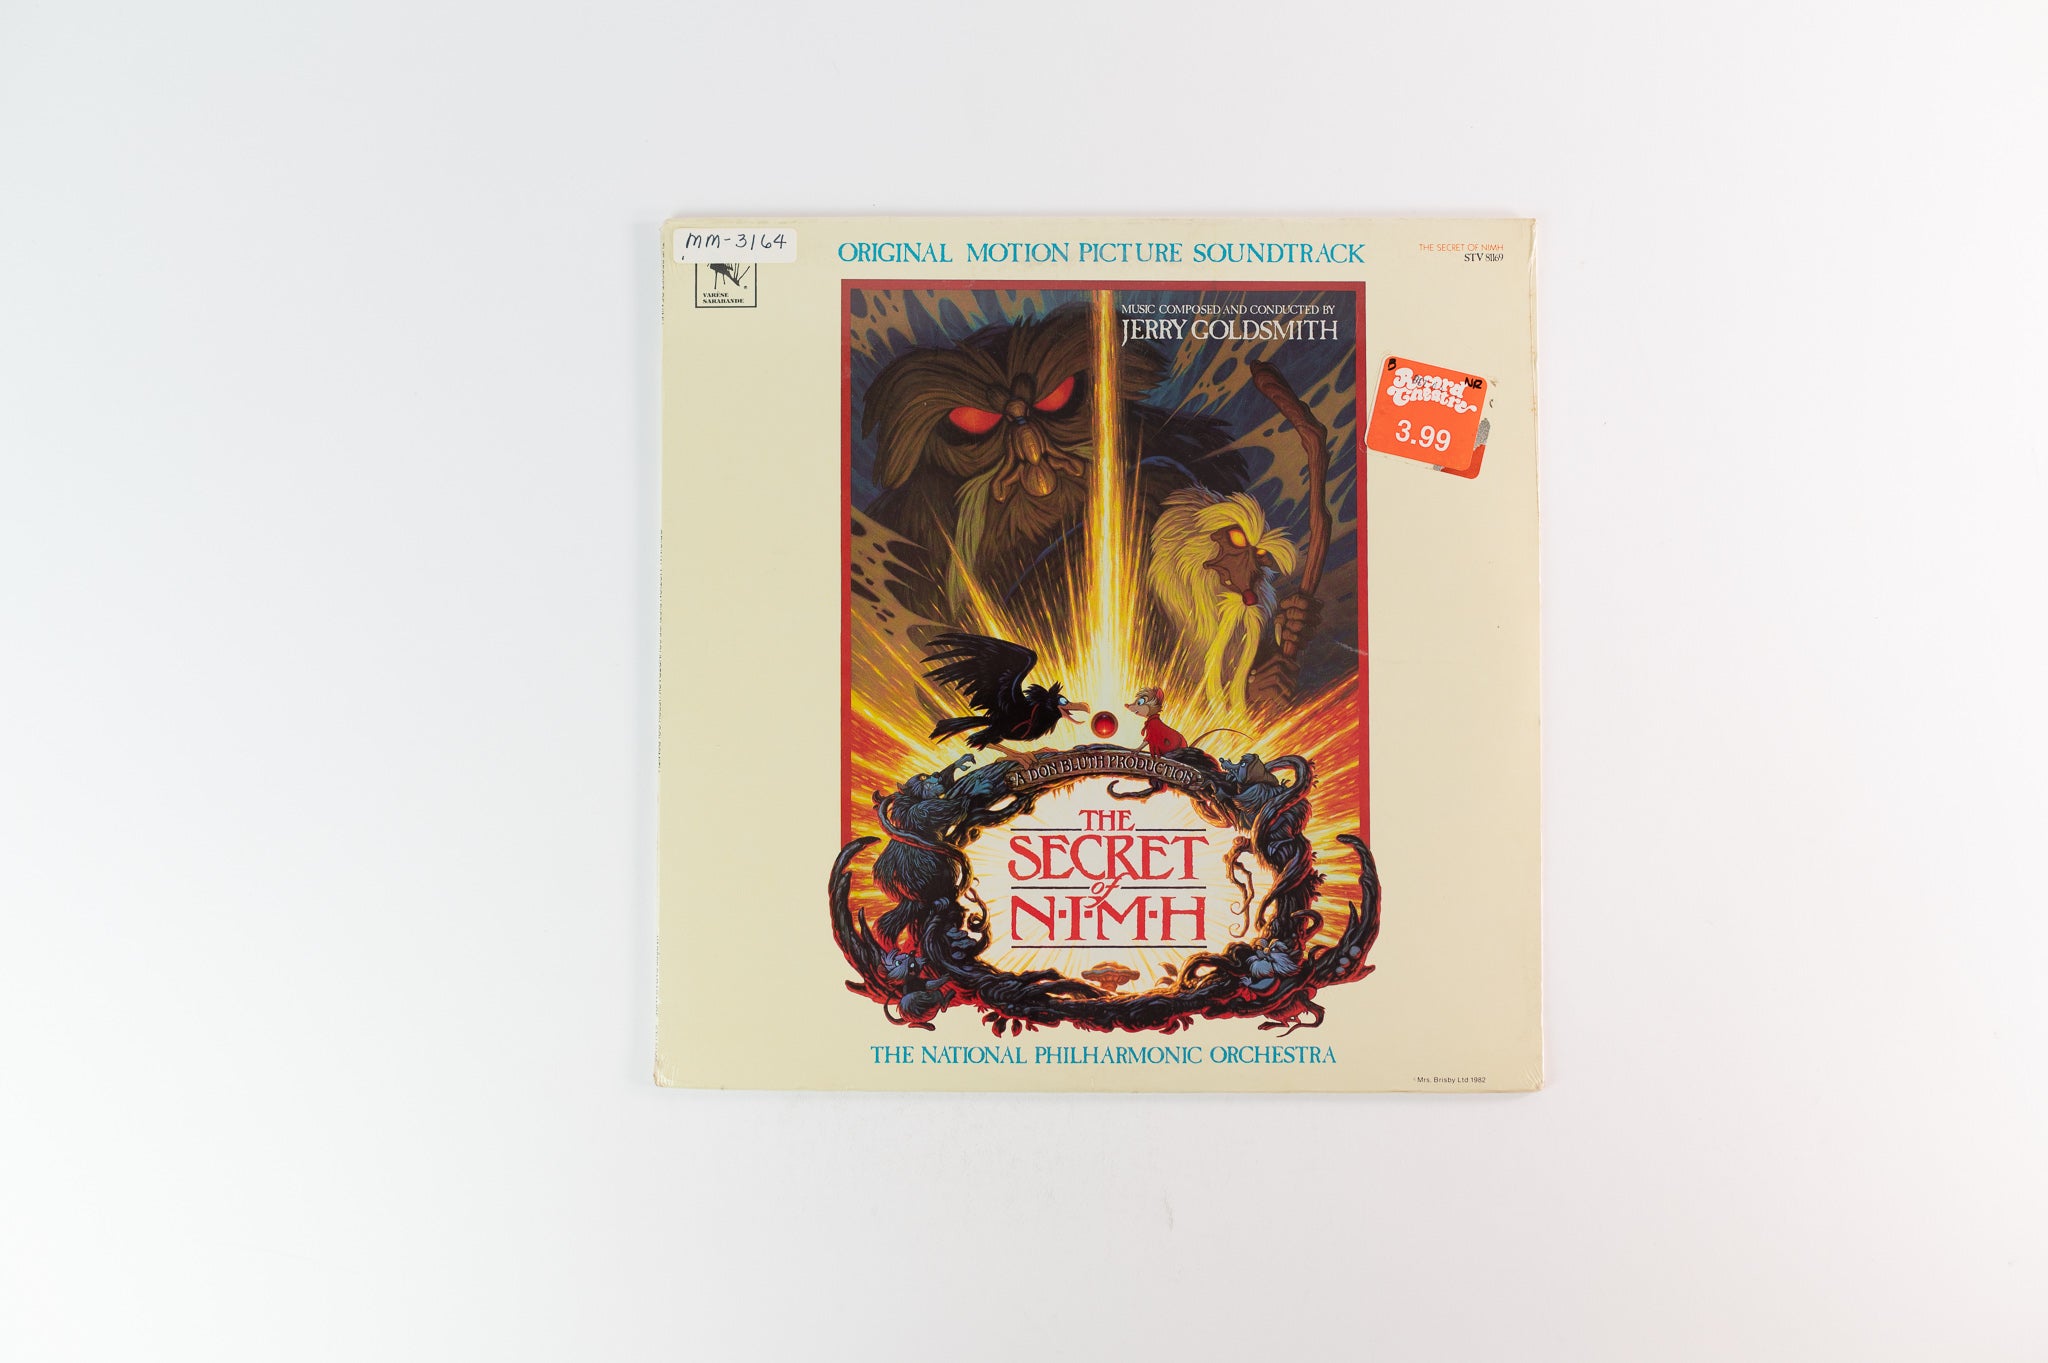 MM-3164
VARÈSE
SARABANDE
ORIGINAL MOTION PICTURE SOUNDTRACK
THE SECRET OF NIMH
STV 81169
MUSIC COMPOSED AND CONDUCTED BY
JERRY GOLDSMITH
B
NR
Record
Theatre
3.99
A DON BLUTH PRODUCTION
THE
SECRET
of
N·I·M·H
THE NATIONAL PHILHARMONIC ORCHESTRA
Mrs. Brisby Ltd 1982